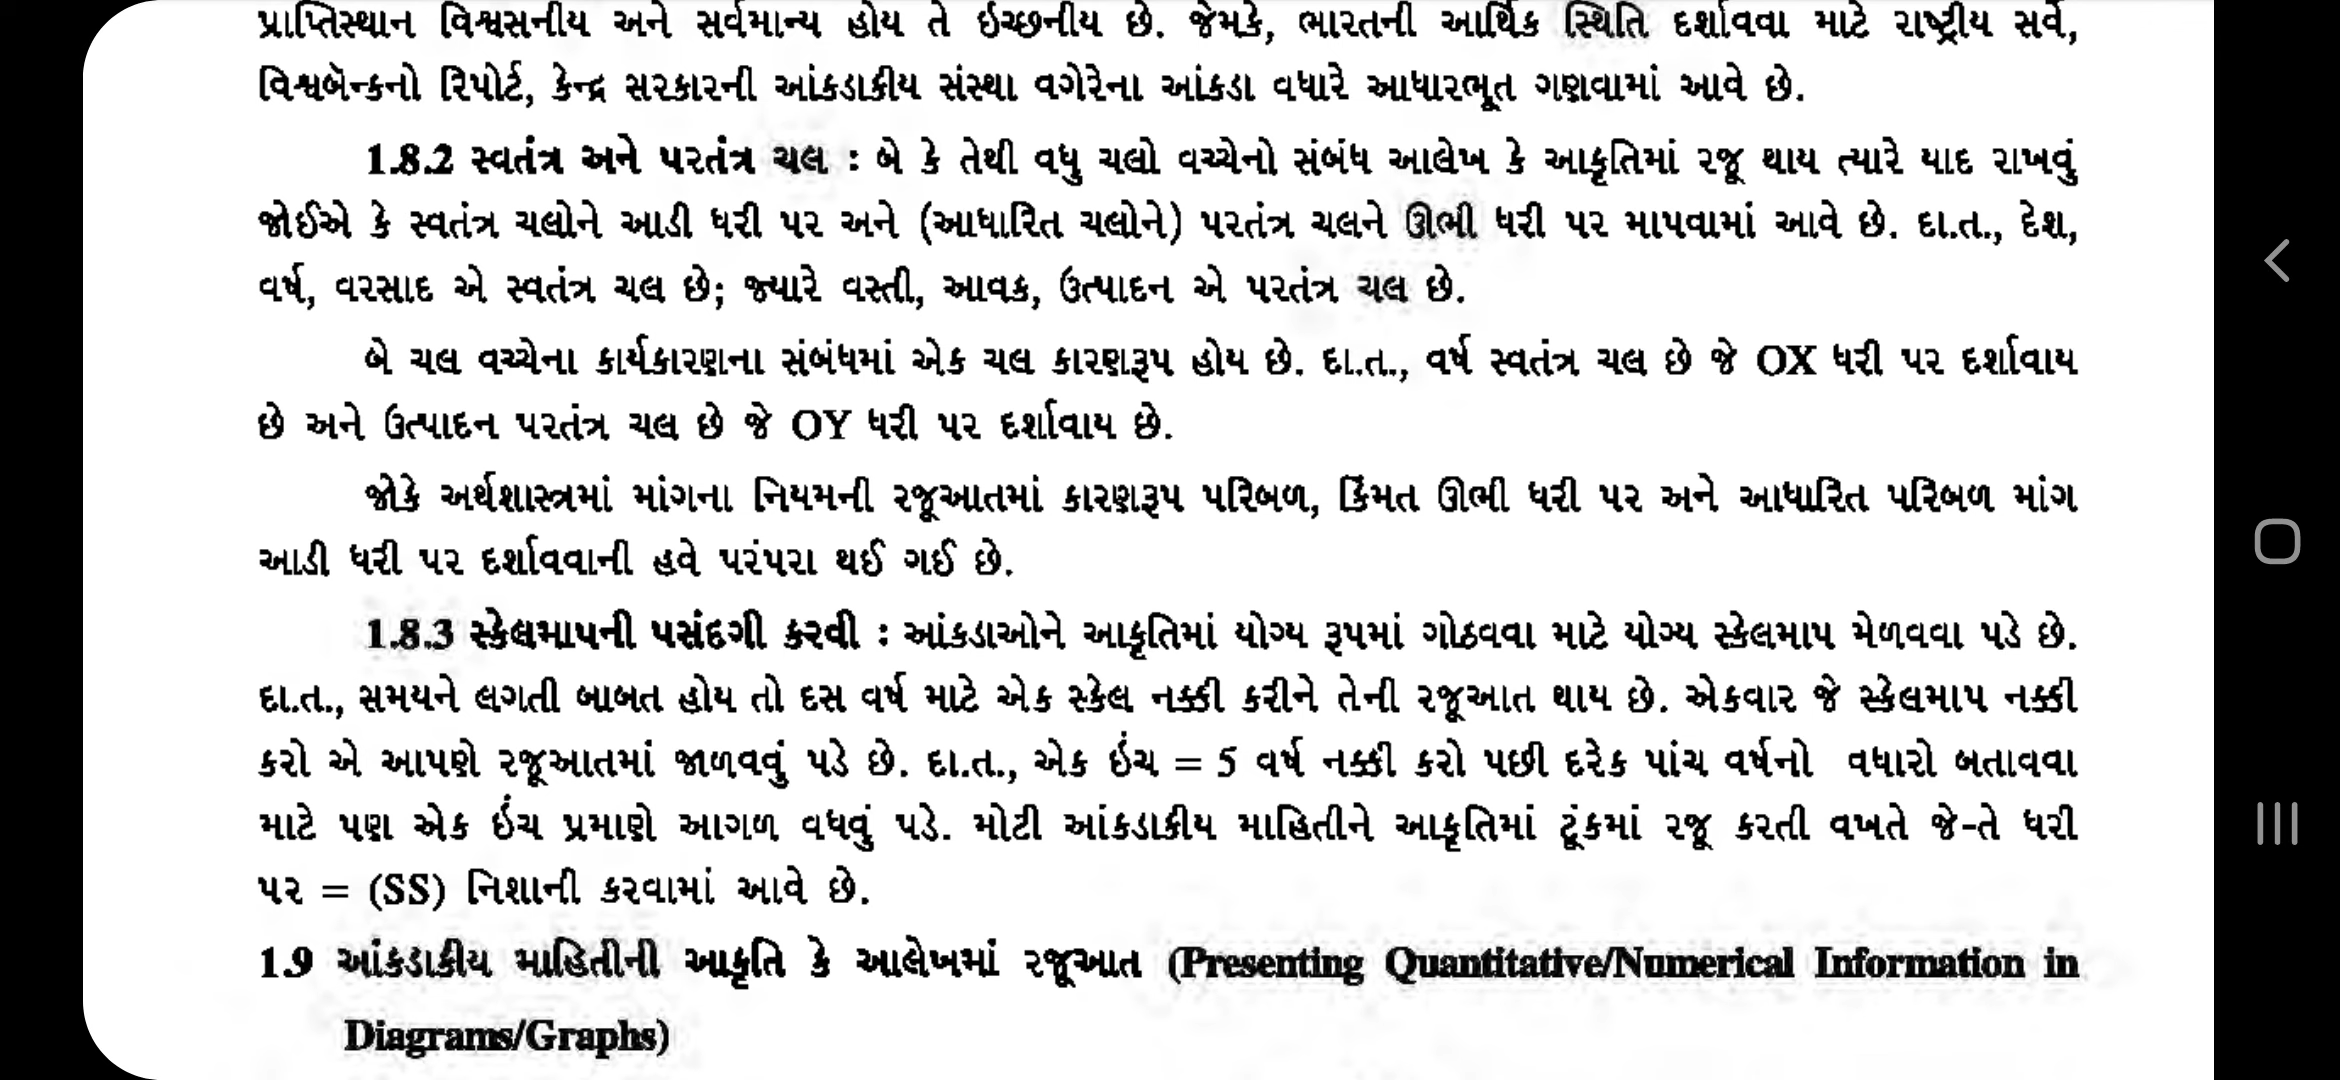 પ્રાપ્તિસ્થાન વિશ્વસનીય અને સર્વમાન્ય હોય તે ઇચ્છનીય છે. જેમકે, ભારતની આર્થિક સ્થિતિ દર્શાવવા માટે રાષ્ટ્રીય સર્વે,
વિશ્વબૅન્કનો રિપોર્ટ, કેન્દ્ર સરકારની આંકડાકીય સંસ્થા વગેરેના આંકડા વધારે આધારભૂત ગણવામાં આવે છે.
1.8.2 સ્વતંત્ર અને પરતંત્ર ચલ : બે કે તેથી વધુ ચલો વચ્ચેનો સંબંધ આલેખ કે આકૃતિમાં રજૂ થાય ત્યારે યાદ રાખવું
જોઈએ કે સ્વતંત્ર ચલોને આડી ધરી પર અને (આધારિત ચલોને) પરતંત્ર ચલને ઊભી ધરી પર માપવામાં આવે છે. દા.ત., દેશ,
વર્ષ, વરસાદ એ સ્વતંત્ર ચલ છે; જ્યારે વસ્તી, આવક, ઉત્પાદન એ પરતંત્ર ચલ છે.
બે ચલ વચ્ચેના કાર્યકારણના સંબંધમાં એક ચલ કારણરૂપ હોય છે. દા.ત., વર્ષ સ્વતંત્ર ચલ છે જે OX ધરી પર દર્શાવાય
છે અને ઉત્પાદન પરતંત્ર ચલ છે જે OY ધરી પર દર્શાવાય છે.
જોકે અર્થશાસ્ત્રમાં માંગના નિયમની રજૂઆતમાં કારણરૂપ પરિબળ, કિંમત ઊભી ધરી પર અને આધારિત પરિબળ માંગ
આડી ધરી પર દર્શાવવાની હવે પરંપરા થઈ ગઈ છે.
1.8.3 સ્કેલમાપની પસંદગી કરવી : આંકડાઓને આકૃતિમાં યોગ્ય રૂપમાં ગોઠવવા માટે યોગ્ય સ્કેલમાપ મેળવવા પડે છે.
દા.ત., સમયને લગતી બાબત હોય તો દસ વર્ષ માટે એક સ્કેલ નક્કી કરીને તેની રજૂઆત થાય છે. એકવાર જે સ્કેલમાપ નક્કી
કરો એ આપણે રજૂઆતમાં જાળવવું પડે છે. દા.ત., એક ઇંચ = 5 વર્ષ નક્કી કરો પછી દરેક પાંચ વર્ષનો વધારો બતાવવા
માટે પણ એક ઇંચ પ્રમાણે આગળ વધવું પડે. મોટી આંકડાકીય માહિતીને આકૃતિમાં ટૂંકમાં રજૂ કરતી વખતે જે-તે ધરી
પર = (SS) નિશાની કરવામાં આવે છે.
1.9 આંકડાકીય માહિતીની આકૃતિ કે આલેખમાં રજૂઆત (Presenting Quantitative/Numerical Information in
Diagrams/Graphs)